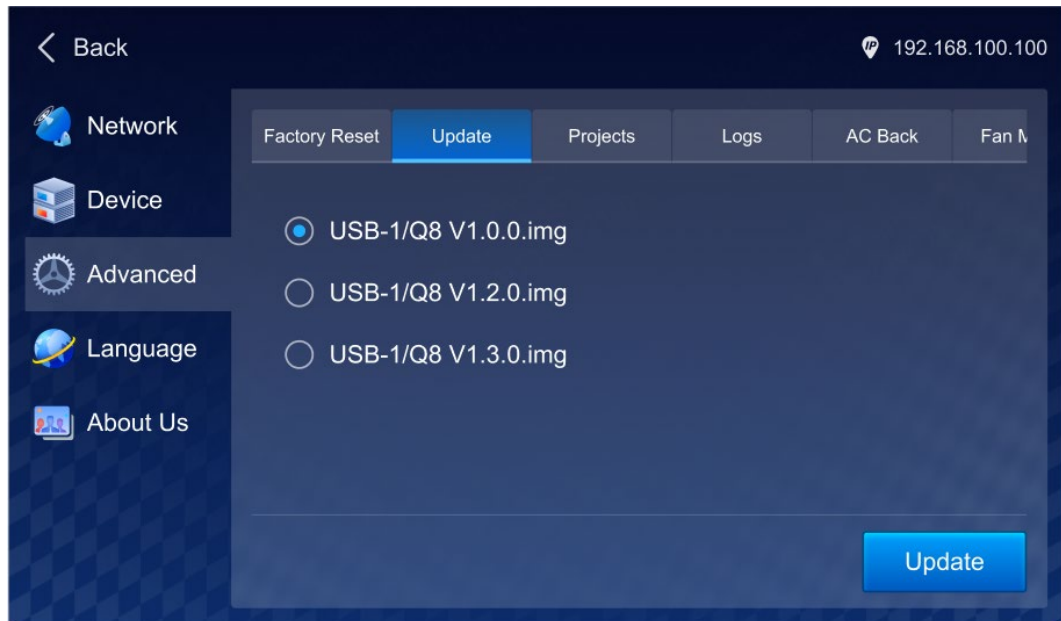 Back
192.168.100.100
Network
Device
Advanced
Language
About Us
Factory Reset
Update
Projects
Logs
AC Back
Fan
USB-1/Q8 V1.0.0.img
USB-1/Q8 V1.2.0.img
USB-1/Q8 V1.3.0.img
Update